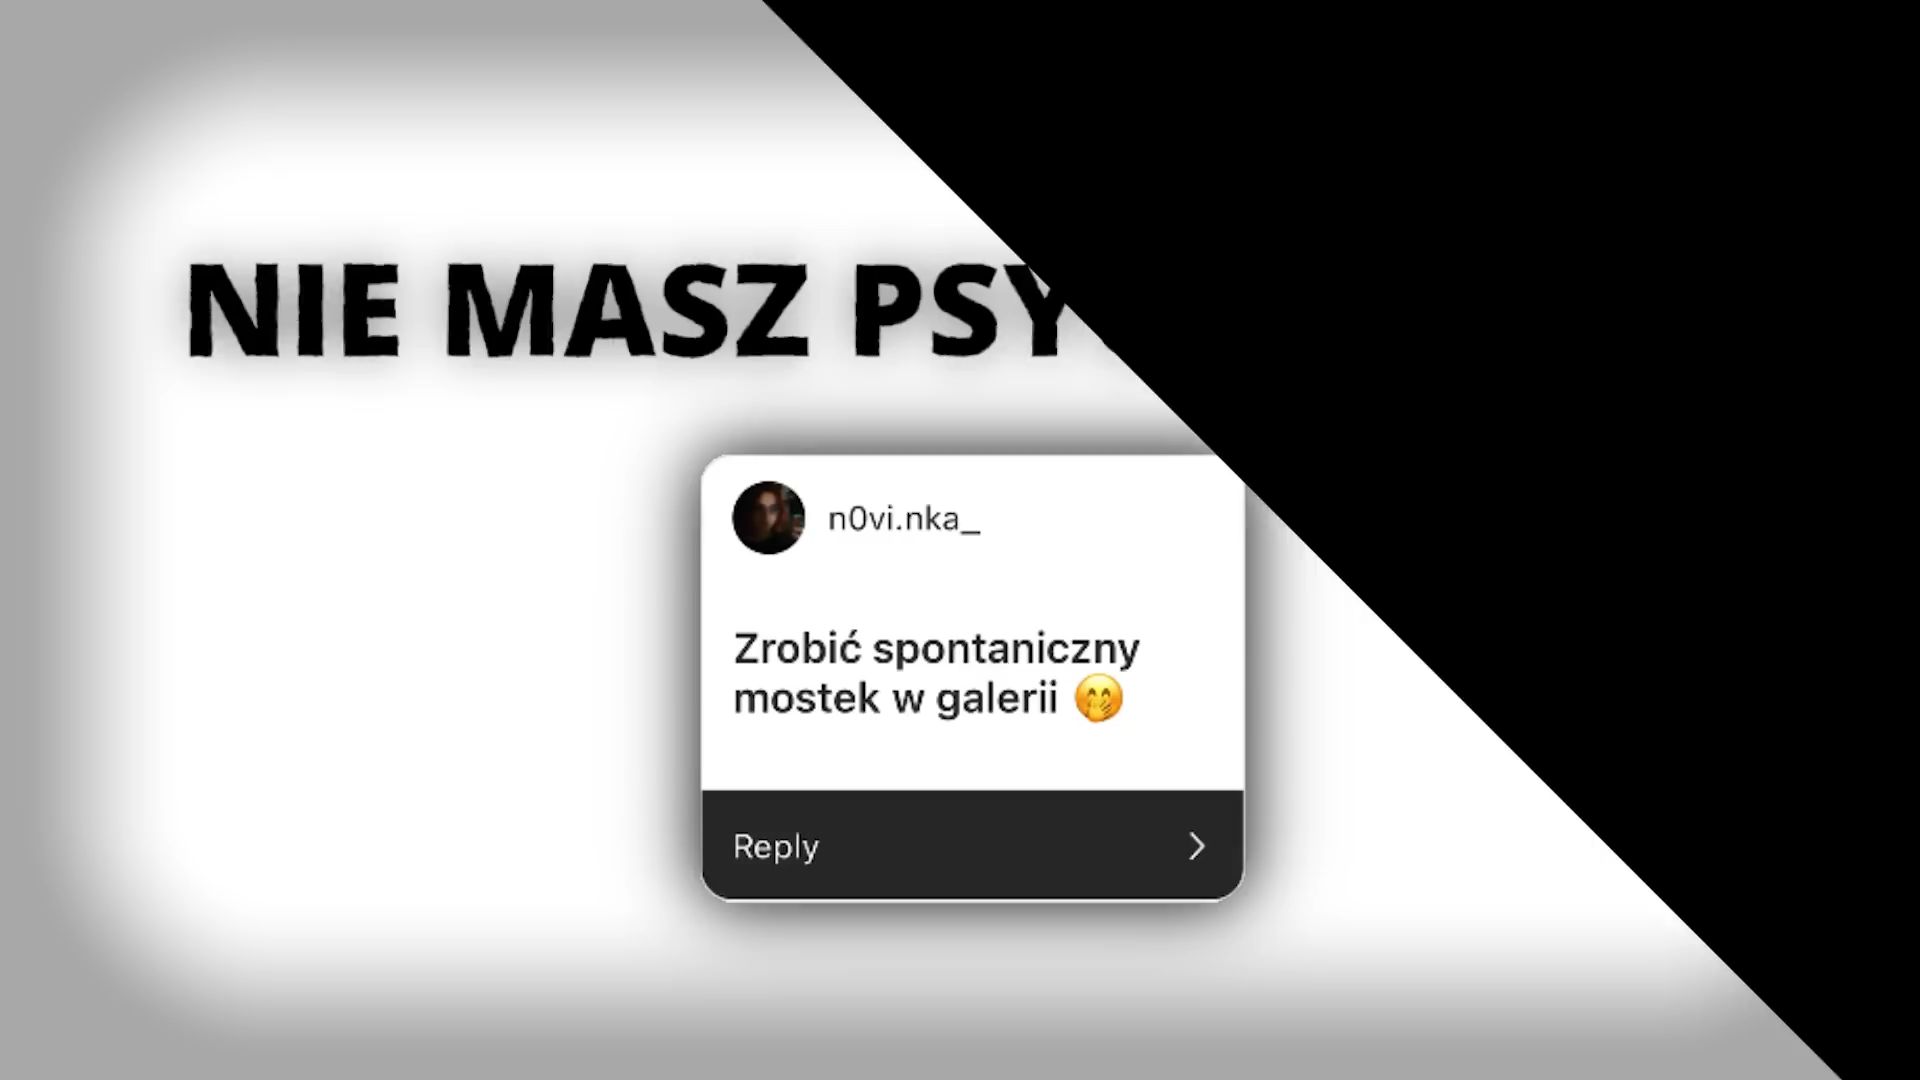 NIE MASZ PSY
n0vi.nka_
Zrobić spontaniczny
mostek w galerii 🤭
Reply